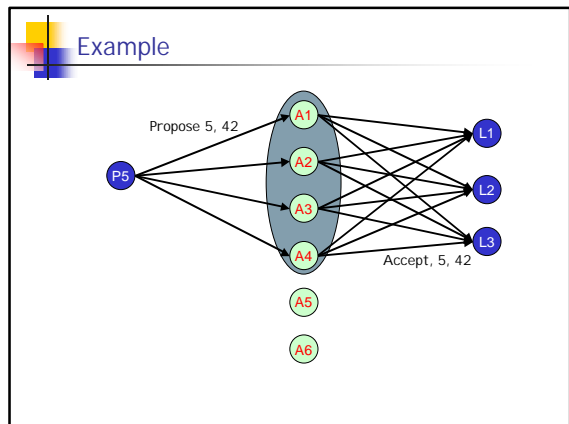 Example
Propose 5, 42
P5
A1
A2
A3
A4
A5
A6
L1
L2
L3
Accept, 5, 42